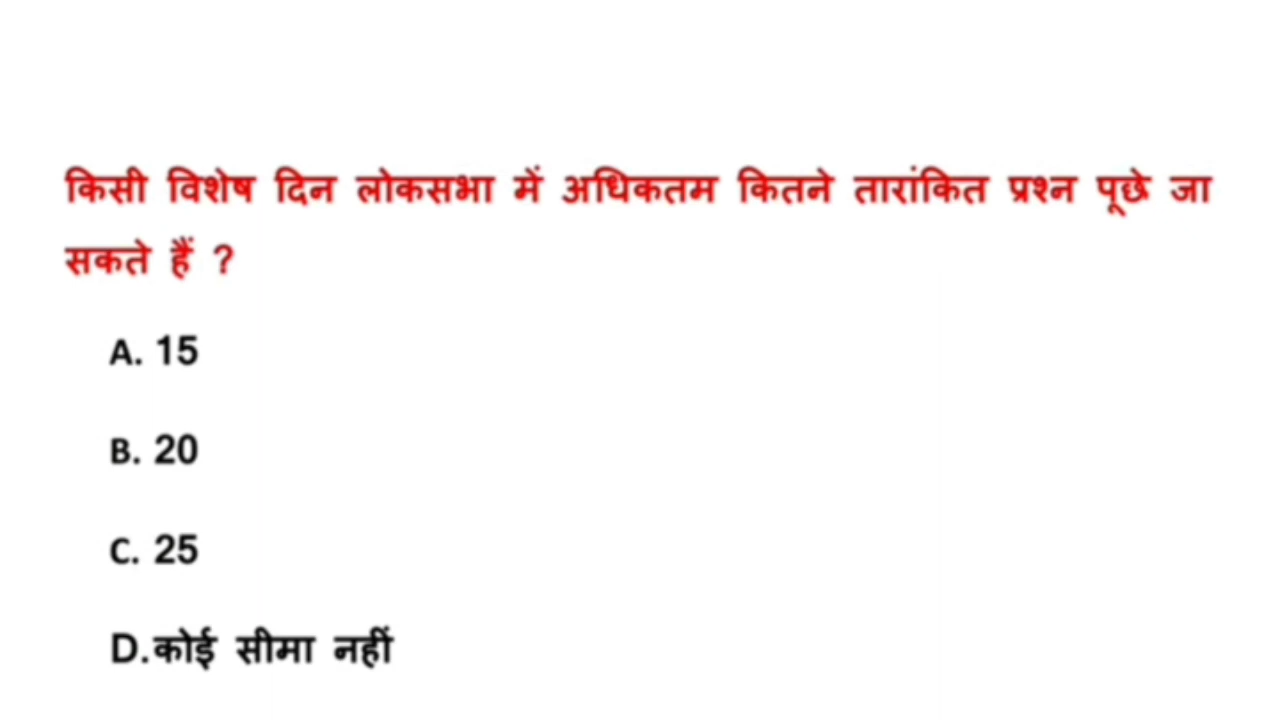 किसी विशेष दिन लोकसभा में अधिकतम कितने तारांकित प्रश्न पूछे जा
सकते हैं ?
A. 15
B. 20
C. 25
D.कोई सीमा नहीं